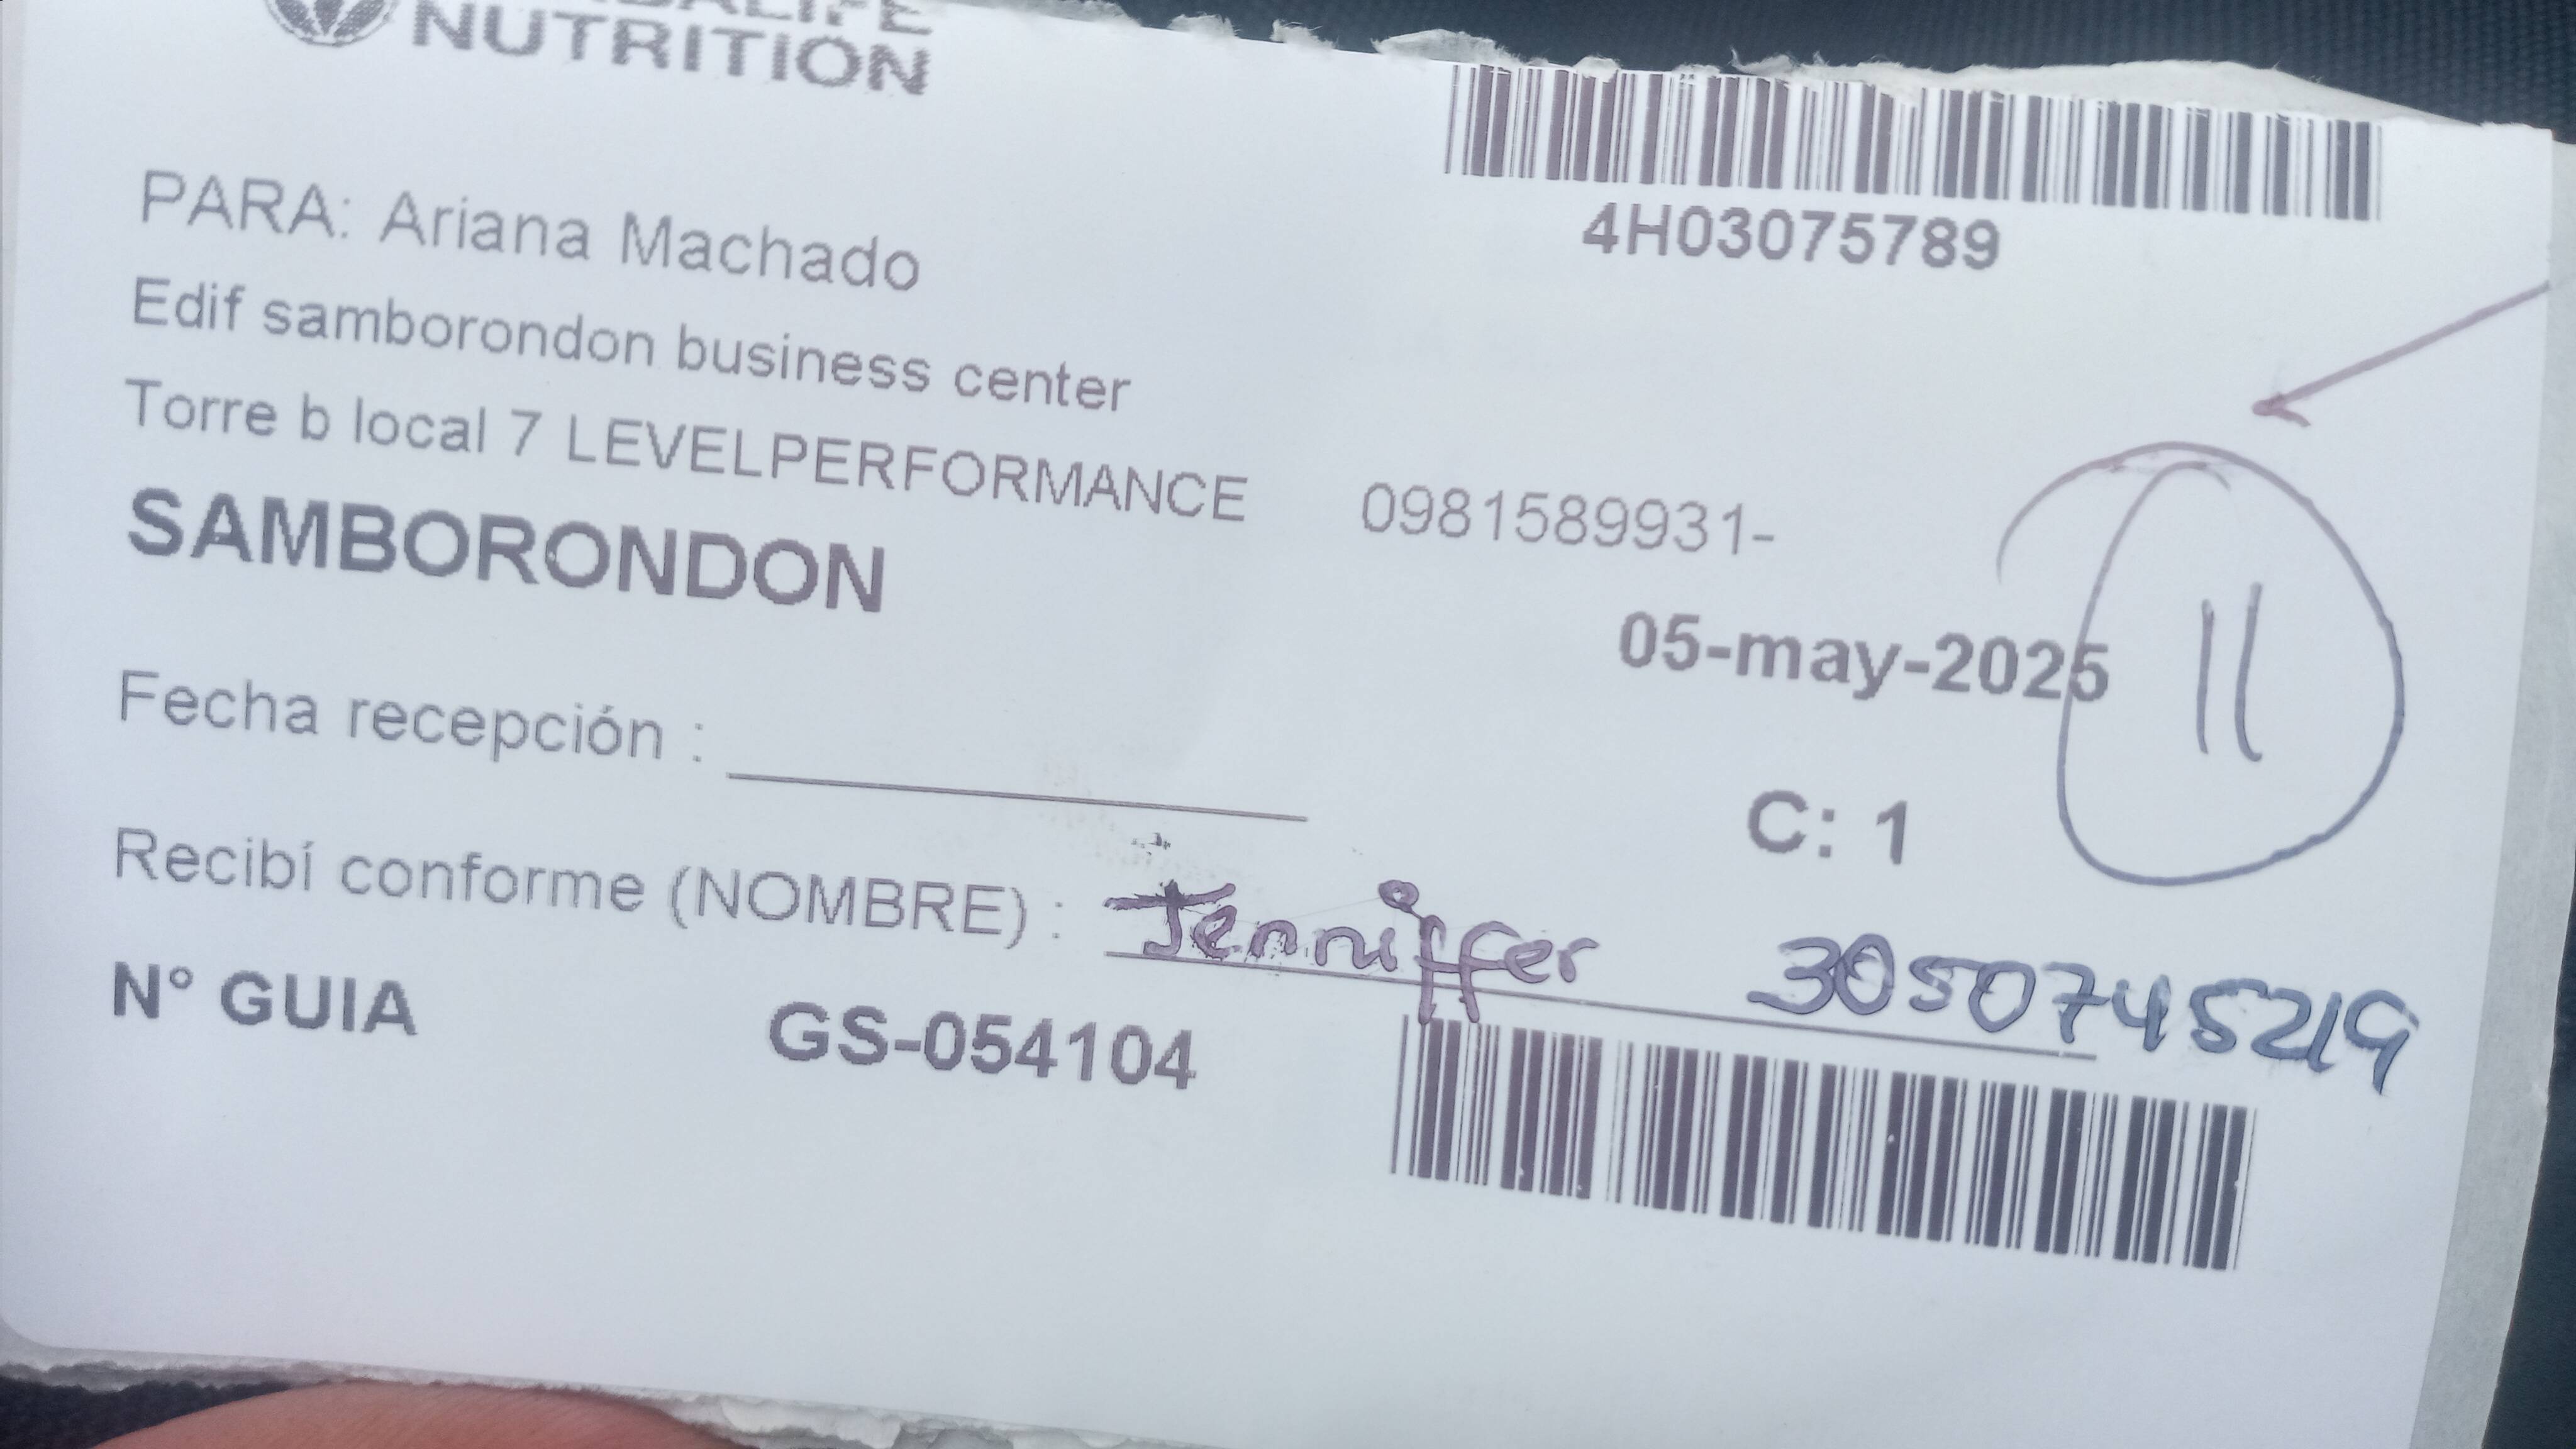 NUTRITION
4H03075789
PARA: Ariana Machado
Edif samborondon business center
Torre b local 7 LEVELPERFORMANCE 0981589931-
SAMBORONDON
05-may-2025
11
Fecha recepción :
C: 1
Recibí conforme (NOMBRE) : Jenniffer 3050745219
N° GUIA GS-054104